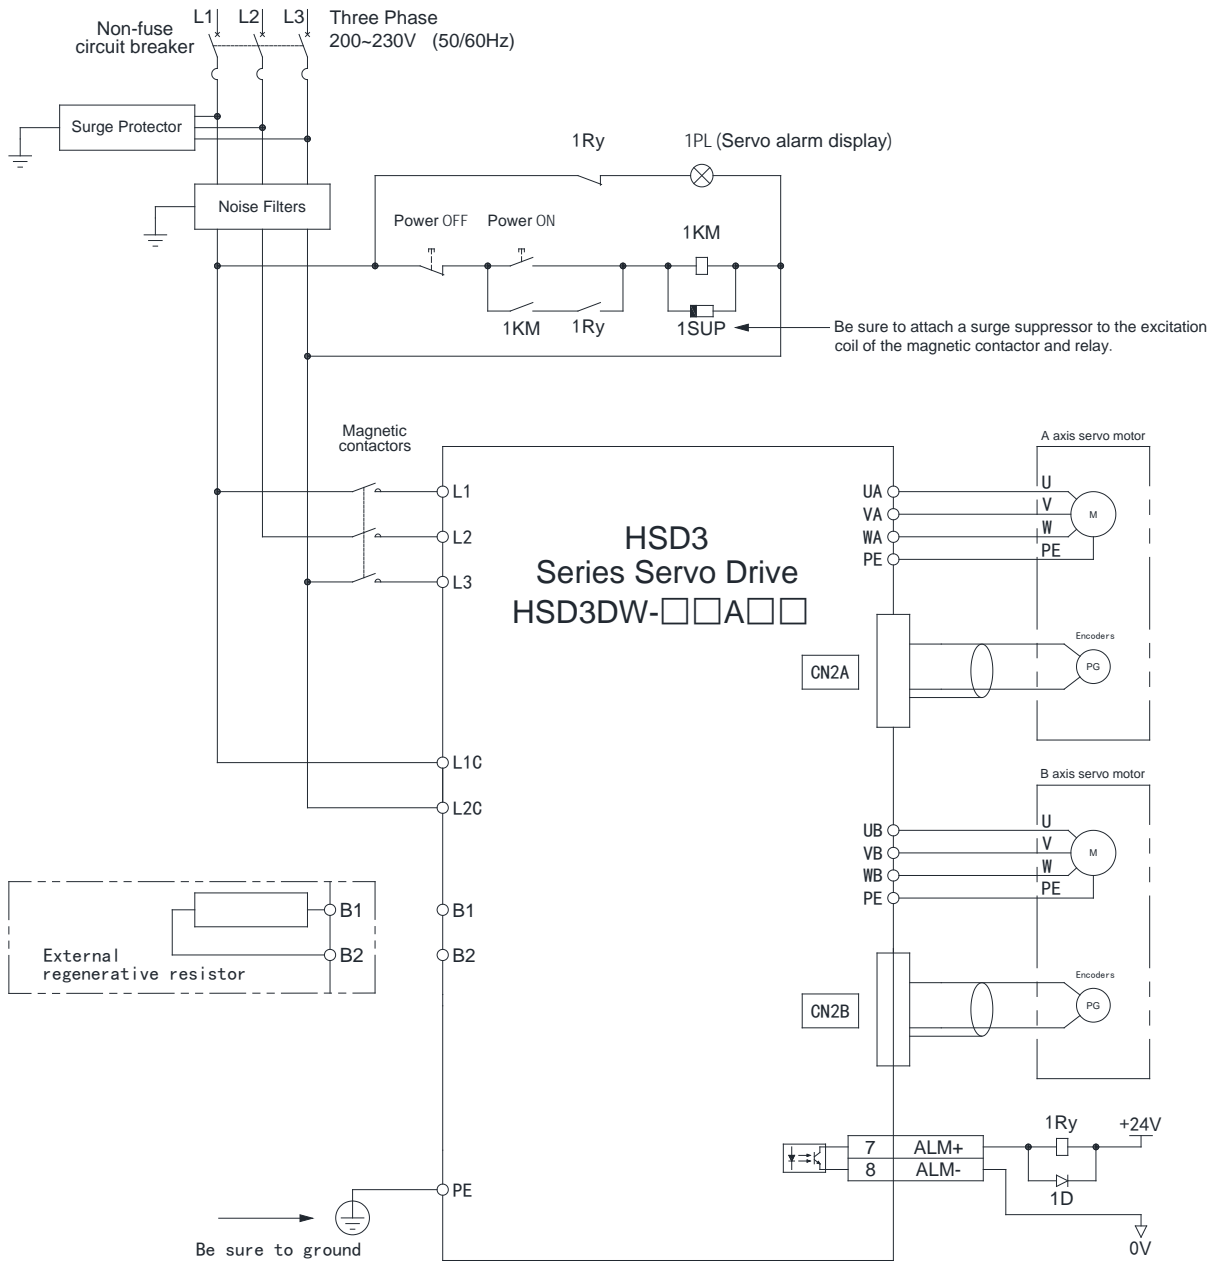 L1 L2 L3 Three Phase
Non-fuse
circuit breaker
200~230V (50/60Hz)
Surge Protector
1Ry 1PL (Servo alarm display)
Noise Filters
Power OFF Power ON
1KM
1KM 1Ry 1SUP
Be sure to attach a surge suppressor to the excitation
coil of the magnetic contactor and relay.
Magnetic
contactors
A axis servo motor
L1
L2
L3
HSD3
Series Servo Drive
HSD3DW-□□A□□
UA
VA
WA
PE
U
V
W
PE
M
CN2A
Encoders
PG
L1C
L2C
B axis servo motor
UB
VB
WB
PE
U
V
W
PE
M
B1
B2
External
regenerative resistor
B1
B2
CN2B
Encoders
PG
1Ry +24V
7 ALM+
8 ALM-
1D
0V
PE
Be sure to ground